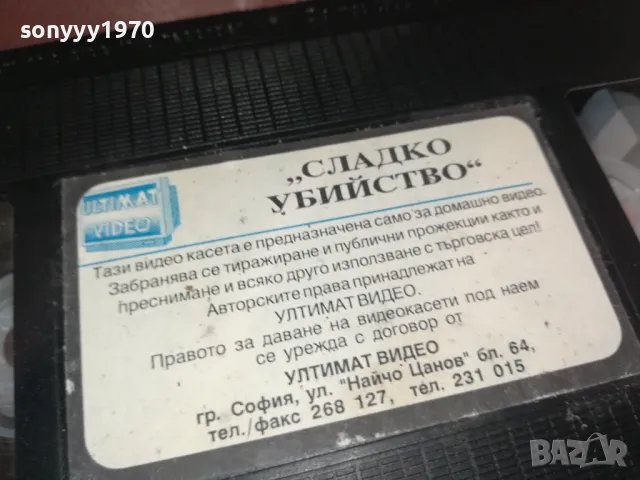 sonyyy1970
„СЛАДКО
УБИЙСТВО“
ULTIMAT
VIDEO
Тази видео касета е предназначена само за домашно видео.
Забранява се тиражиране и публични прожекции както и
преснимане и всяко друго използване с търговска цел!
Авторските права принадлежат на
УЛТИМАТ ВИДЕО.
Правото за даване на видеокасети под наем
се урежда с договор от
УЛТИМАТ ВИДЕО
гр. София, ул. "Найчо Цанов" бл. 64,
тел./факс 268 127, тел. 231 015
BAZAR